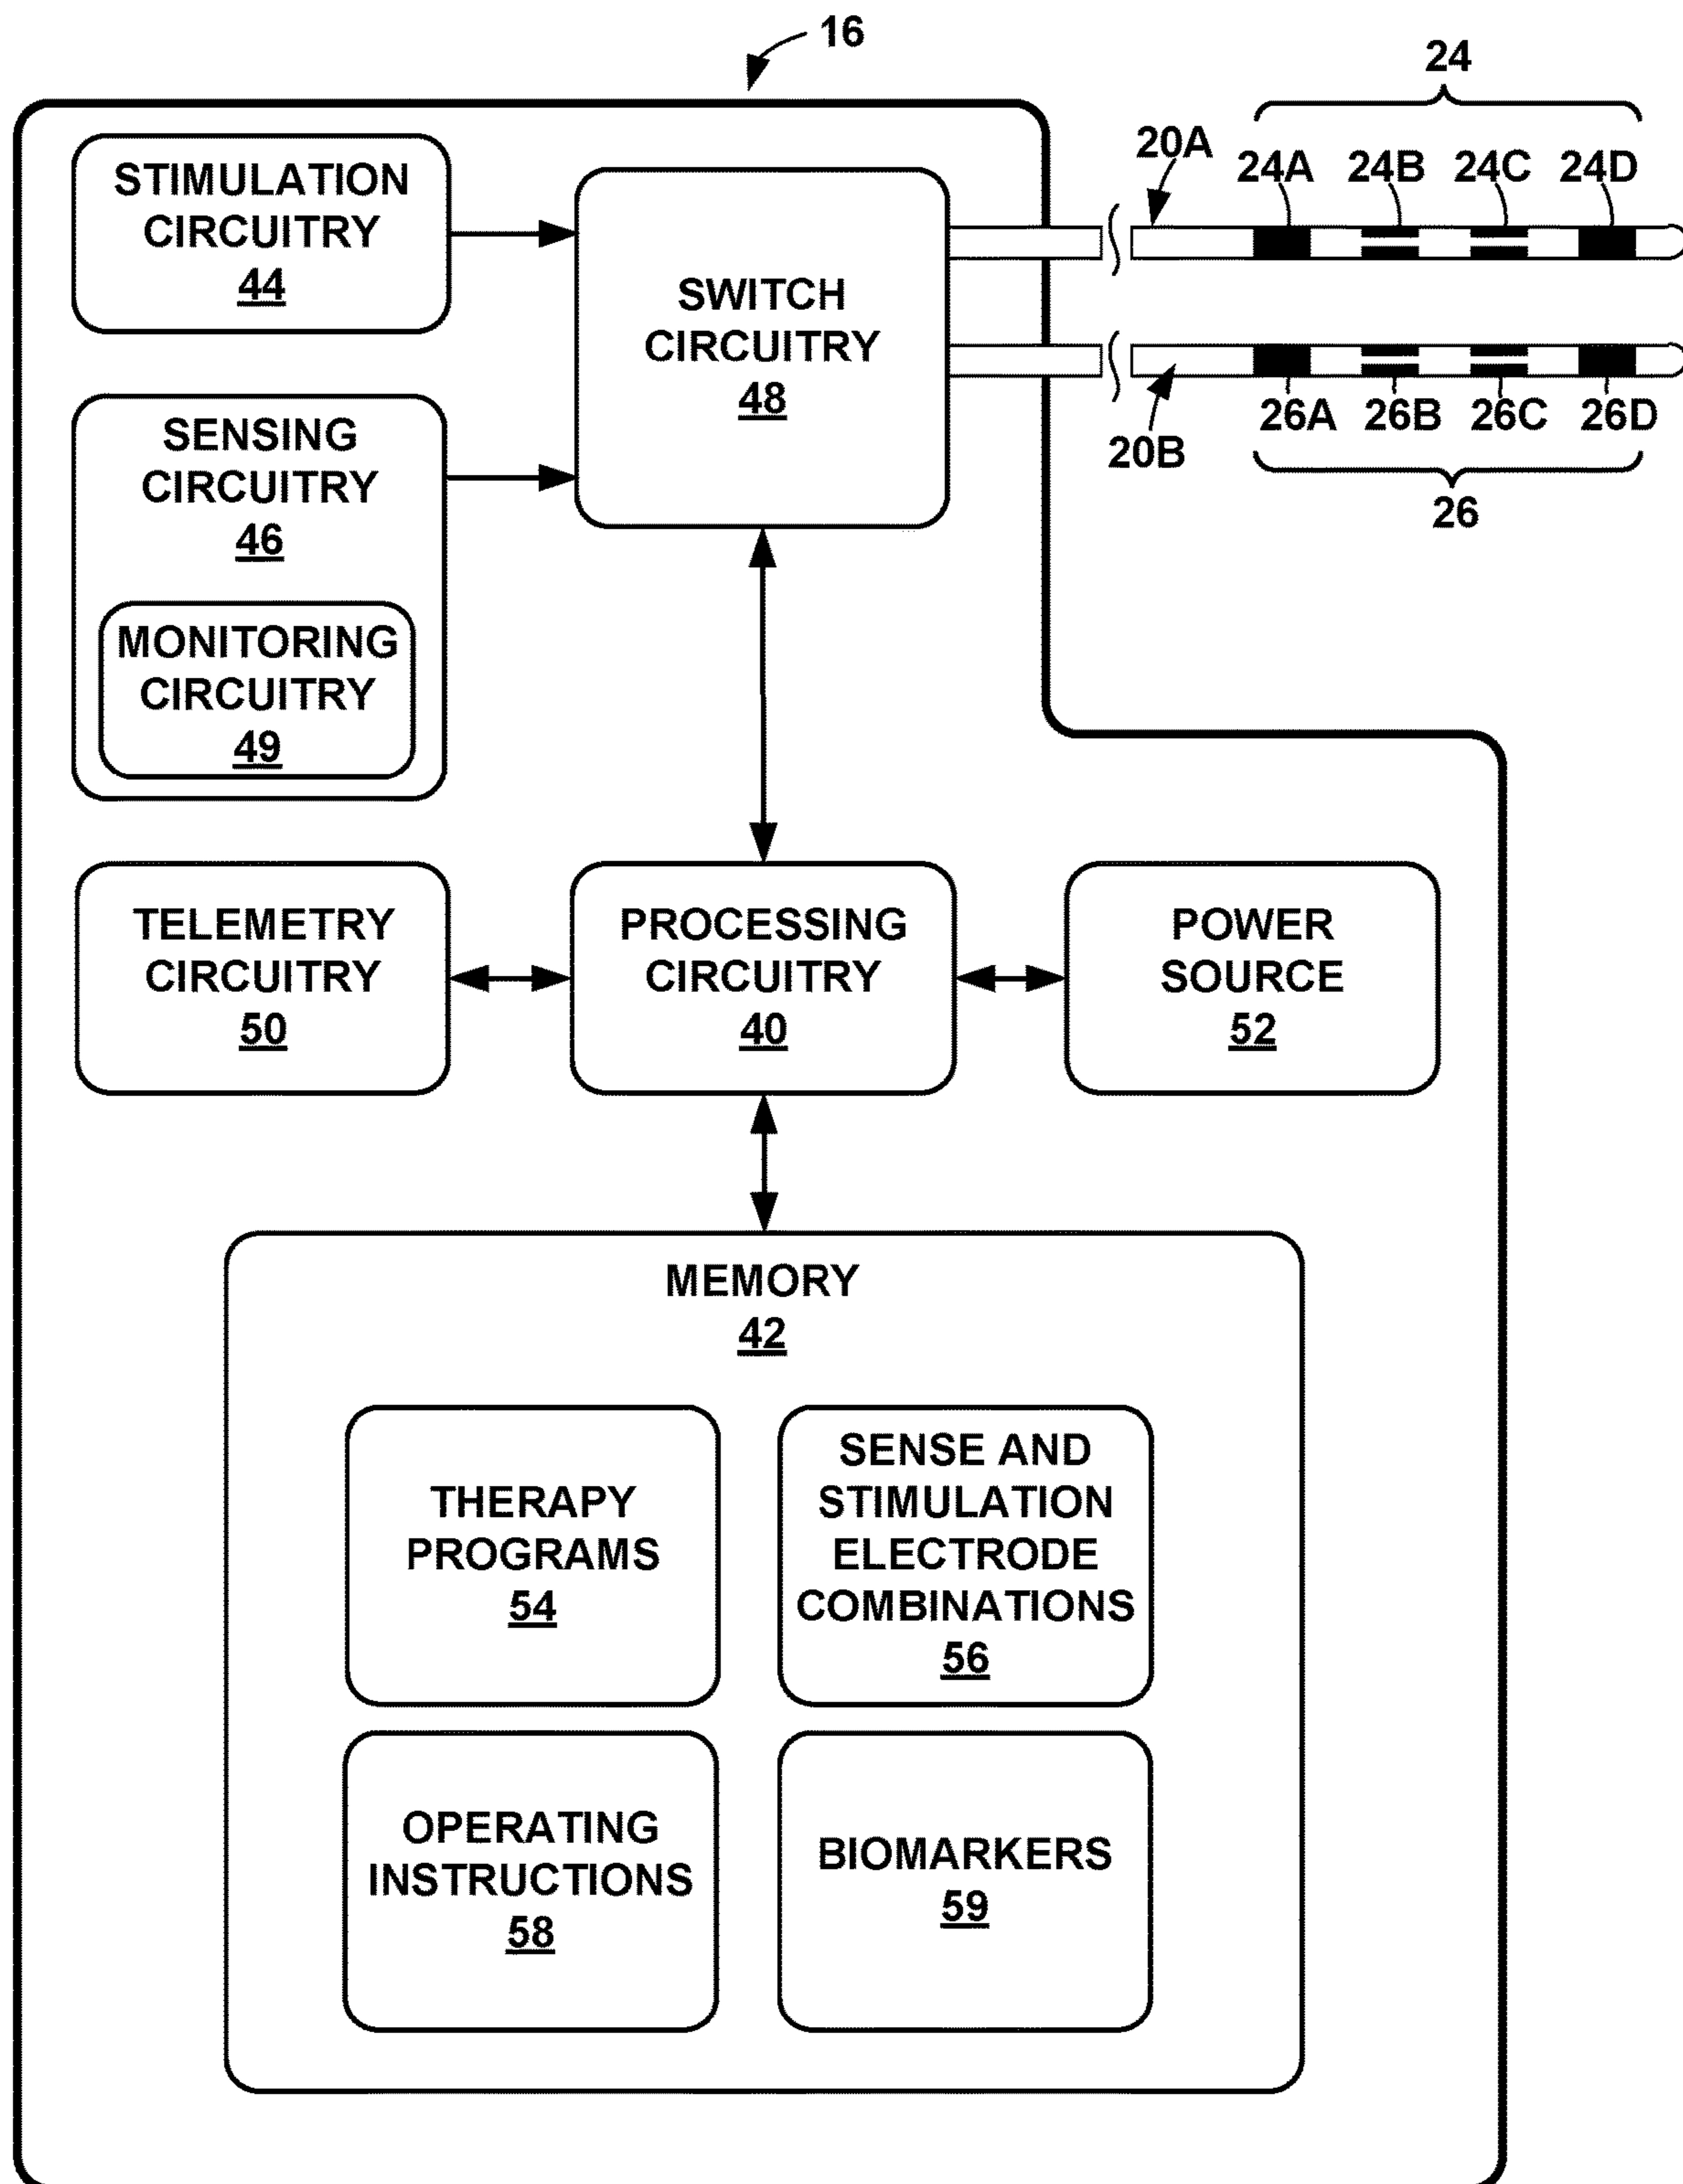 16
24
20A
24A 24B 24C 24D
STIMULATION
CIRCUITRY
44
SWITCH
CIRCUITRY
48
26A 26B 26C 26D
20B
26
SENSING
CIRCUITRY
46
MONITORING
CIRCUITRY
49
TELEMETRY
CIRCUITRY
50
PROCESSING
CIRCUITRY
40
POWER
SOURCE
52
MEMORY
42
THERAPY
PROGRAMS
54
SENSE AND
STIMULATION
ELECTRODE
COMBINATIONS
56
OPERATING
INSTRUCTIONS
58
BIOMARKERS
59